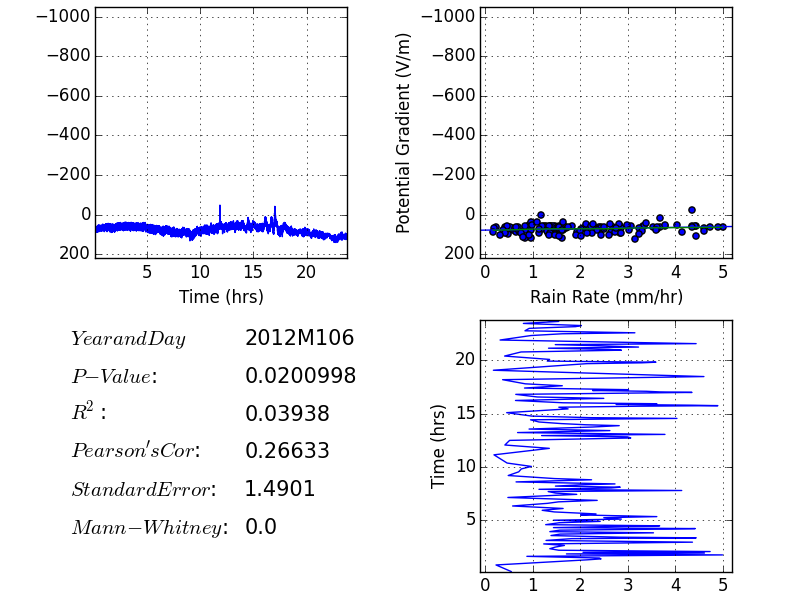 −1000
−800
−600
−400
−200
0
200
5 10 15 20
Time (hrs)
Potential Gradient (V/m)
−1000
−800
−600
−400
−200
0
200
0 1 2 3 4 5
Rain Rate (mm/hr)
YearandDay 2012M106
P−Value: 0.0200998
R²: 0.03938
Pearson′sCor: 0.26633
StandardError: 1.4901
Mann−Whitney: 0.0
Time (hrs)
20
15
10
5
0 1 2 3 4 5